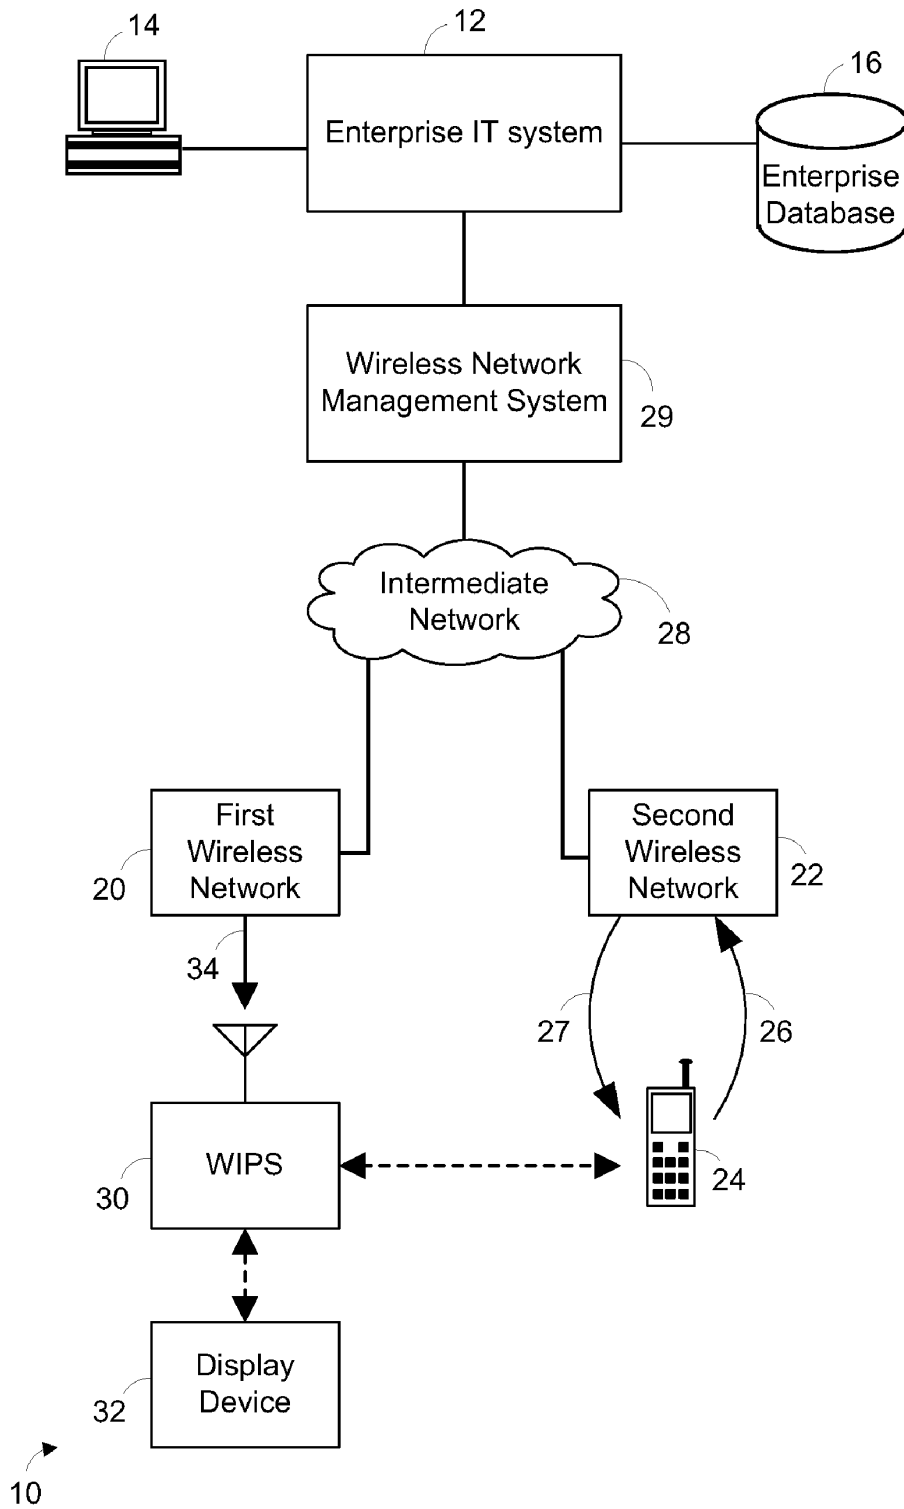 14
12
16
Enterprise IT system
Enterprise
Database
Wireless Network
Management System
29
Intermediate
Network
28
First
Wireless
Network
20
Second
Wireless
Network
22
34
27
26
WIPS
30
24
Display
Device
32
10